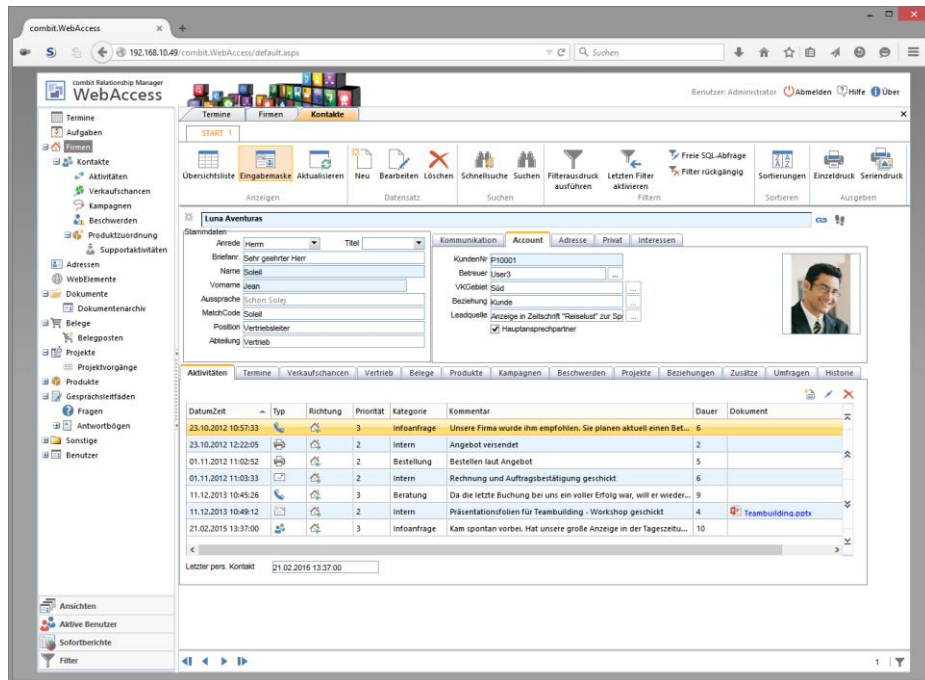 combit.WebAccess
192.168.10.49/combit.WebAccess/default.aspx
Suchen
combit Relationship Manager
WebAccess
Benutzer: Administrator Abmelden Hilfe Über
Termine Firmen Kontakte
START 1
Übersichtsliste Eingabemaske Aktualisieren Neu Bearbeiten Löschen Schnellsuche Suchen Filterausdruck ausführen Letzten Filter aktivieren Freie SQL-Abfrage Filter rückgängig Sortierungen Einzeldruck Seriendruck
Anzeigen Datensatz Suchen Filtern Sortieren Ausgeben
Termine
Aufgaben
Firmen
Kontakte
Aktivitäten
Verkaufschancen
Kampagnen
Beschwerden
Produktzuordnung
Supportaktivitäten
Adressen
WebElemente
Dokumente
Dokumentenarchiv
Belege
Belegposten
Projekte
Projektvorgänge
Produkte
Gesprächsleitfäden
Fragen
Antwortbögen
Sonstige
Benutzer
Ansichten
Aktive Benutzer
Sofortberichte
Filter
Luna Aventuras
Stammdaten
Anrede Herrn Titel
Briefanr. Sehr geehrter Herr
Name Soleil
Vorname Jean
Aussprache Schon Solej
MatchCode Soleil
Position Vertriebsleiter
Abteilung Vertrieb
Kommunikation Account Adresse Privat Interessen
KundenNr P10001
Betreuer User3 ...
VKGebiet Süd ...
Beziehung Kunde ...
Leadquelle Anzeige in Zeitschrift "Reiselust" zur Sp ...
Hauptansprechpartner
Aktivitäten Termine Verkaufschancen Vertrieb Belege Produkte Kampagnen Beschwerden Projekte Beziehungen Zusätze Umfragen Historie
DatumZeit Typ Richtung Priorität Kategorie Kommentar Dauer Dokument
23.10.2012 10:57:33 3 Infoanfrage Unsere Firma wurde ihm empfohlen. Sie planen aktuell einen Bet... 6
23.10.2012 12:22:05 2 Intern Angebot versendet 2
01.11.2012 11:02:52 2 Bestellung Bestellen laut Angebot 5
01.11.2012 11:03:33 2 Intern Rechnung und Auftragsbestätigung geschickt 6
11.12.2013 10:45:26 3 Beratung Da die letzte Buchung bei uns ein voller Erfolg war, will er wieder... 9
11.12.2013 10:49:12 2 Intern Präsentationsfolien für Teambuilding - Workshop geschickt 4 Teambuilding.pptx
21.02.2015 13:37:00 3 Infoanfrage Kam spontan vorbei. Hat unsere große Anzeige in der Tageszeitu... 10
Letzter pers. Kontakt 21.02.2015 13:37:00
1